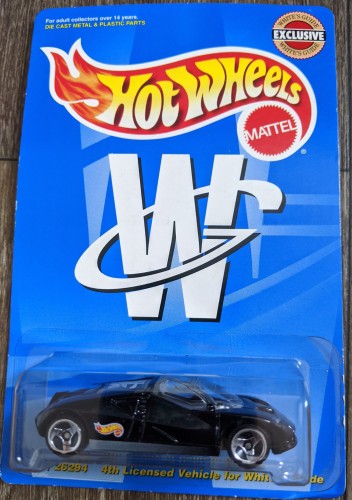 For adult collectors over 14 years.
DIE CAST METAL & PLASTIC PARTS
WHITE'S GUIDE
EXCLUSIVE
WHITE'S GUIDE
HOT WHEELS
MATTEL
W
26294 4th Licensed Vehicle for